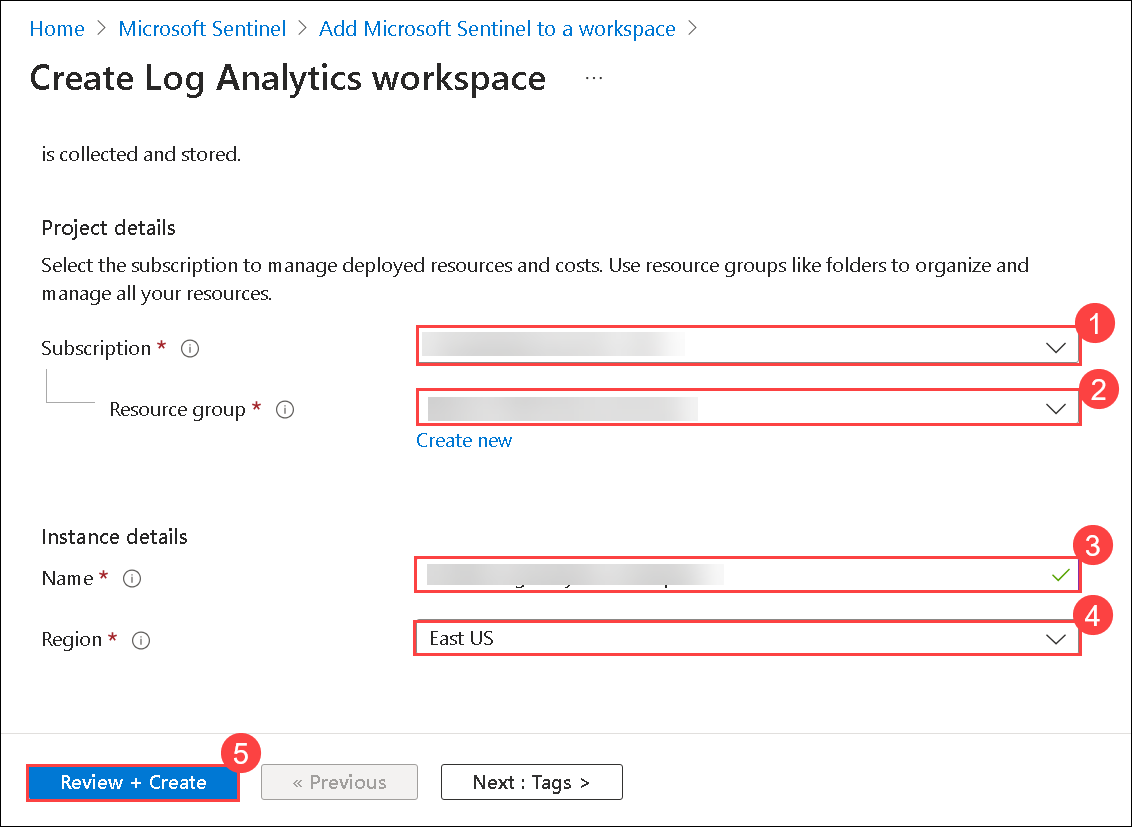 Home > Microsoft Sentinel > Add Microsoft Sentinel to a workspace >
Create Log Analytics workspace ...
is collected and stored.
Project details
Select the subscription to manage deployed resources and costs. Use resource groups like folders to organize and
manage all your resources.
1
Subscription * i
2
Resource group * i
Create new
Instance details
3
Name * i
4
Region * i East US
5
Review + Create « Previous Next : Tags >